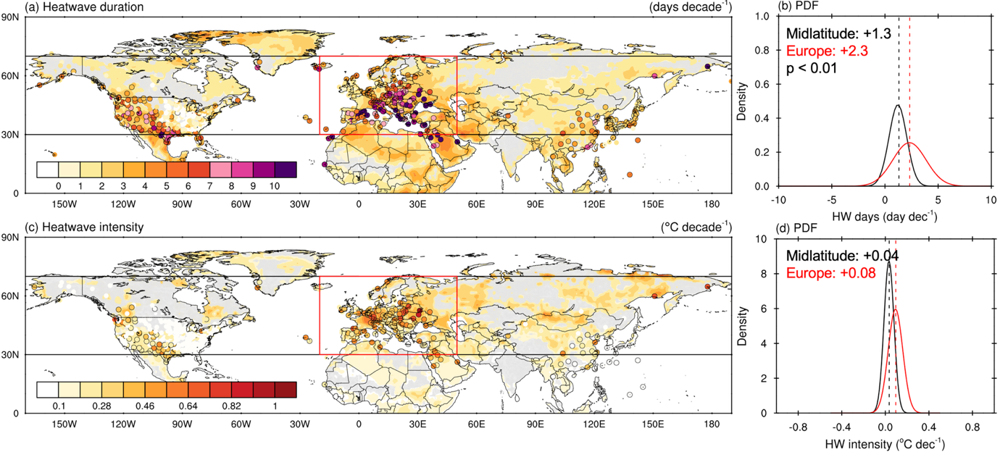 (a) Heatwave duration (days decade⁻¹)
90N
60N
30N
0
0 1 2 3 4 5 6 7 8 9 10
150W 120W 90W 60W 30W 0 30E 60E 90E 120E 150E 180
(b) PDF
Midlatitude: +1.3
Europe: +2.3
p < 0.01
Density
1.0
0.8
0.6
0.4
0.2
0.0
-10 -5 0 5 10
HW days (day dec⁻¹)
(c) Heatwave intensity (°C decade⁻¹)
90N
60N
30N
0
0.1 0.28 0.46 0.64 0.82 1
150W 120W 90W 60W 30W 0 30E 60E 90E 120E 150E 180
(d) PDF
Midlatitude: +0.04
Europe: +0.08
Density
10
8
6
4
2
0
-0.8 -0.4 0.0 0.4 0.8
HW intensity (°C dec⁻¹)